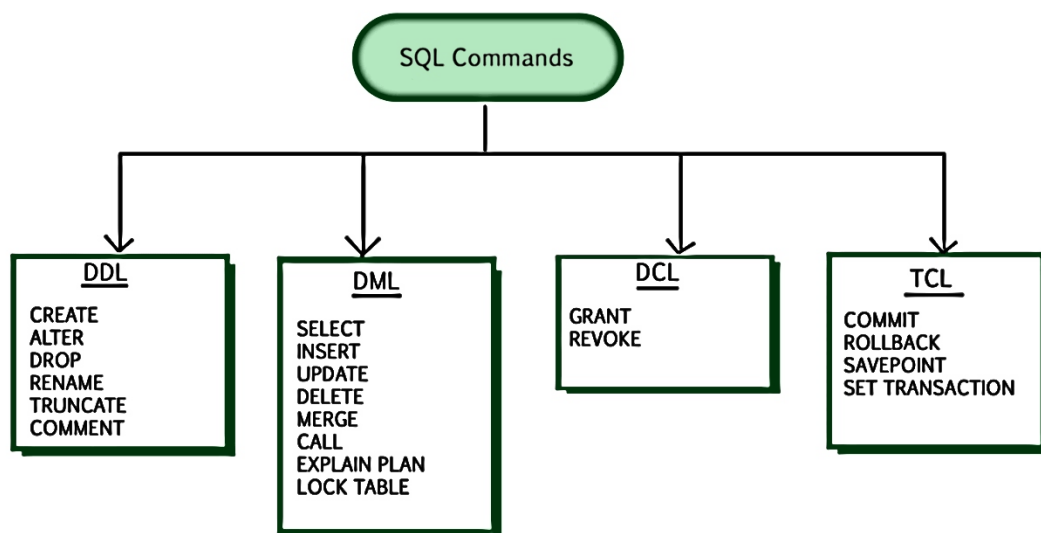 SQL Commands
DDL
CREATE
ALTER
DROP
RENAME
TRUNCATE
COMMENT
DML
SELECT
INSERT
UPDATE
DELETE
MERGE
CALL
EXPLAIN PLAN
LOCK TABLE
DCL
GRANT
REVOKE
TCL
COMMIT
ROLLBACK
SAVEPOINT
SET TRANSACTION